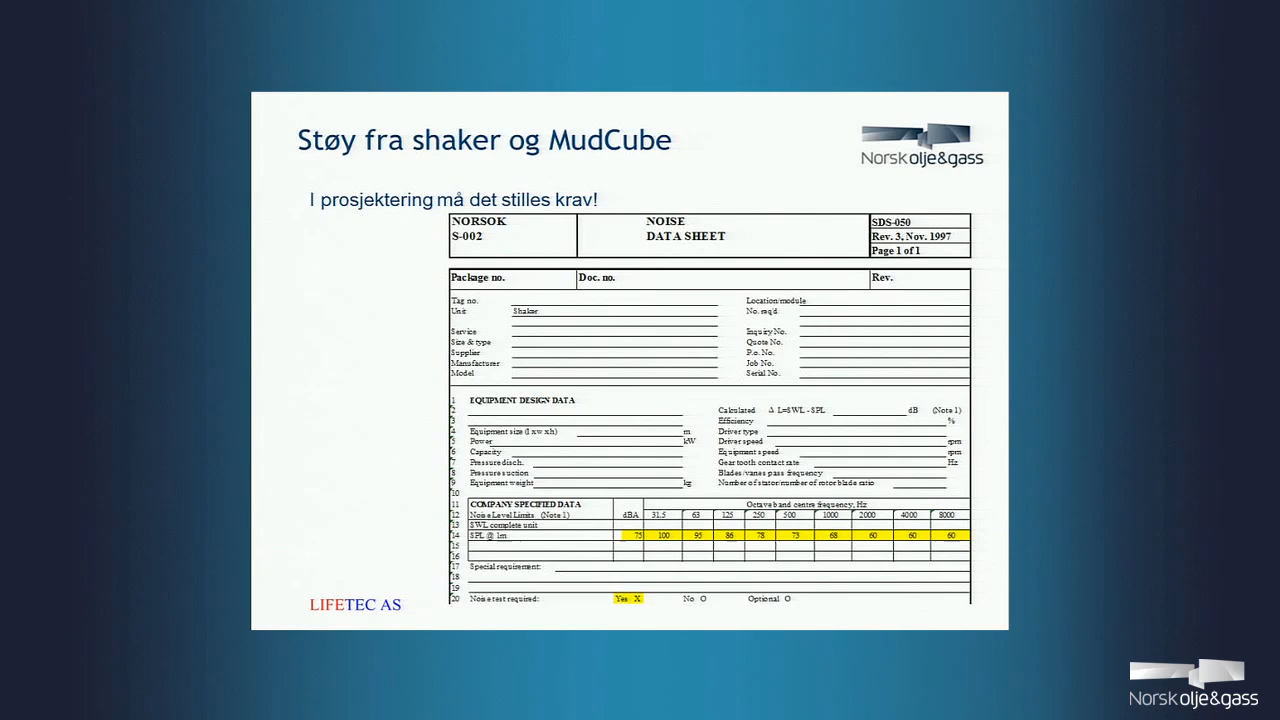 Støy fra shaker og MudCube
Norsk olje&gass
I prosjektering må det stilles krav!
NORSOK NOISE SDS-050
S-002 DATA SHEET Rev. 3, Nov. 1997
Page 1 of 1
Package no. Doc. no. Rev.
Tag no. Location/module
Unit Shaker No. req'd.
Service Inquiry No.
Size & type Quote No.
Supplier P.o. No.
Manufacturer Job No.
Model Serial No.
1 EQUIPMENT DESIGN DATA
2 Calculated Δ L=SWL - SPL dB (Note 1)
3 Efficiency %
4 Equipment size (l x w x h) m Driver type
5 Power kW Driver speed rpm
6 Capacity Equipment speed rpm
7 Pressure disch. Gear tooth contact rate Hz
8 Pressure suction Blades/vanes pass frequency
9 Equipment weight kg Number of stator/number of rotor blade ratio
10
11 COMPANY SPECIFIED DATA Octave band centre frequency, Hz
12 Noise Level Limits (Note 1) dBA 31.5 63 125 250 500 1000 2000 4000 8000
13 SWL complete unit
14 SPL @ 1m 75 100 95 86 78 73 68 60 60 60
15
16
17 Special requirement:
18
19
20 Noise test required: Yes X No O Optional O
LIFETEC AS
Norsk olje&gass